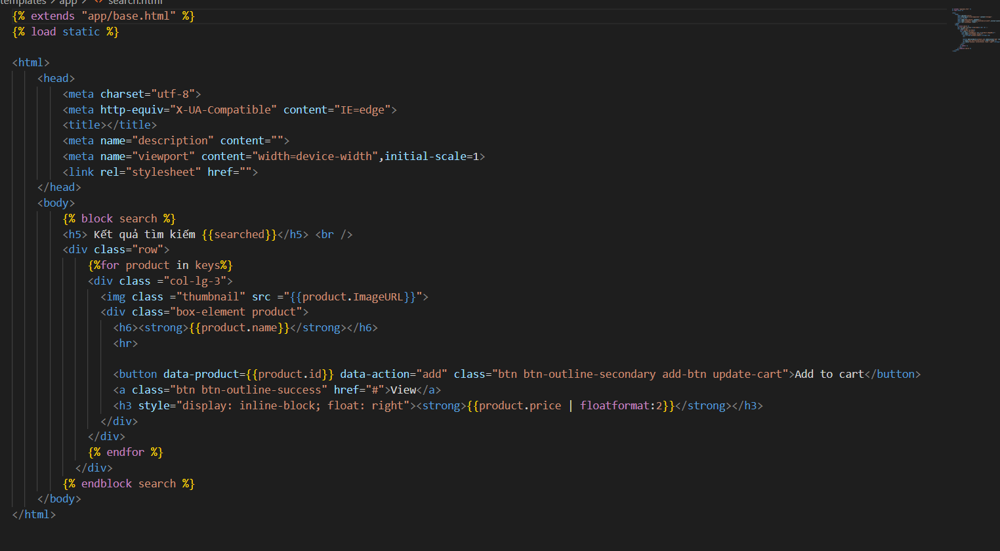 templates > app > search.html
{% extends "app/base.html" %}
{% load static %}
<html>
<head>
<meta charset="utf-8">
<meta http-equiv="X-UA-Compatible" content="IE=edge">
<title></title>
<meta name="description" content="">
<meta name="viewport" content="width=device-width",initial-scale=1>
<link rel="stylesheet" href="">
</head>
<body>
{% block search %}
<h5> Kết quả tìm kiếm {{searched}}</h5> <br />
<div class="row">
{%for product in keys%}
<div class ="col-lg-3">
<img class ="thumbnail" src ="{{product.ImageURL}}">
<div class="box-element product">
<h6><strong>{{product.name}}</strong></h6>
<hr>
<button data-product={{product.id}} data-action="add" class="btn btn-outline-secondary add-btn update-cart">Add to cart</button>
<a class="btn btn-outline-success" href="#">View</a>
<h3 style="display: inline-block; float: right"><strong>{{product.price | floatformat:2}}</strong></h3>
</div>
</div>
{% endfor %}
</div>
{% endblock search %}
</body>
</html>